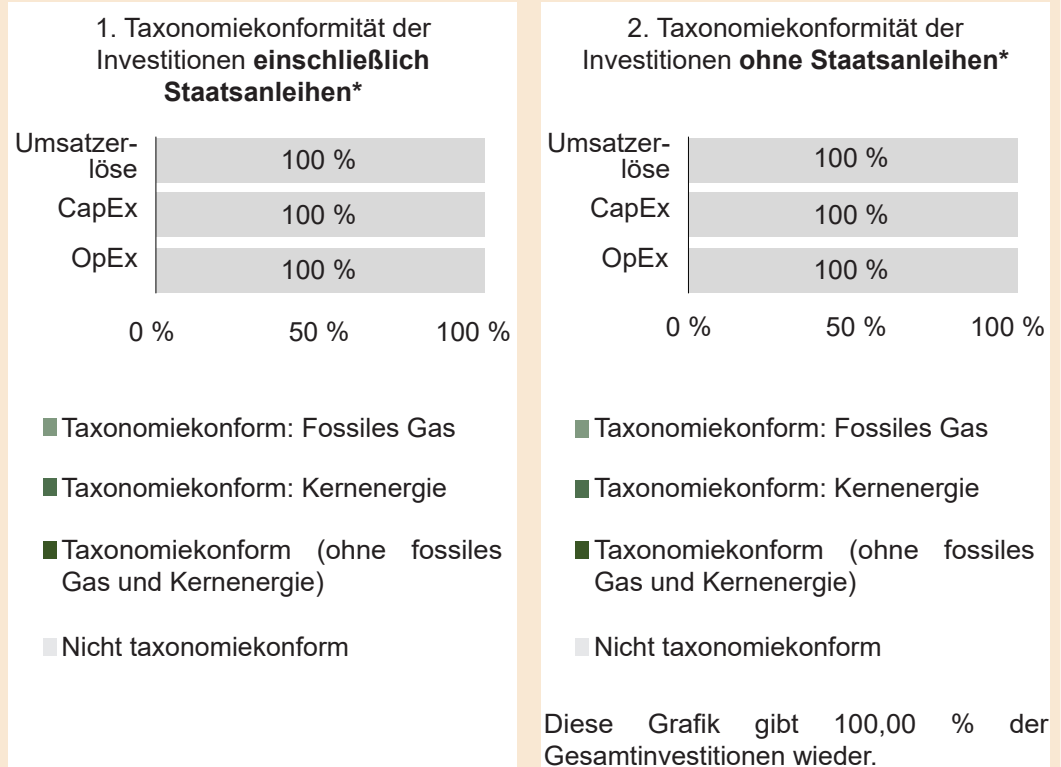 1. Taxonomiekonformität der
Investitionen einschließlich
Staatsanleihen*
Umsatzer-
löse
100 %
CapEx
100 %
OpEx
100 %
0 %
50 %
100 %
Taxonomiekonform: Fossiles Gas
Taxonomiekonform: Kernenergie
Taxonomiekonform (ohne fossiles
Gas und Kernenergie)
Nicht taxonomiekonform
2. Taxonomiekonformität der
Investitionen ohne Staatsanleihen*
Umsatzer-
löse
100 %
CapEx
100 %
OpEx
100 %
0 %
50 %
100 %
Taxonomiekonform: Fossiles Gas
Taxonomiekonform: Kernenergie
Taxonomiekonform (ohne fossiles
Gas und Kernenergie)
Nicht taxonomiekonform
Diese Grafik gibt 100,00 % der
Gesamtinvestitionen wieder.